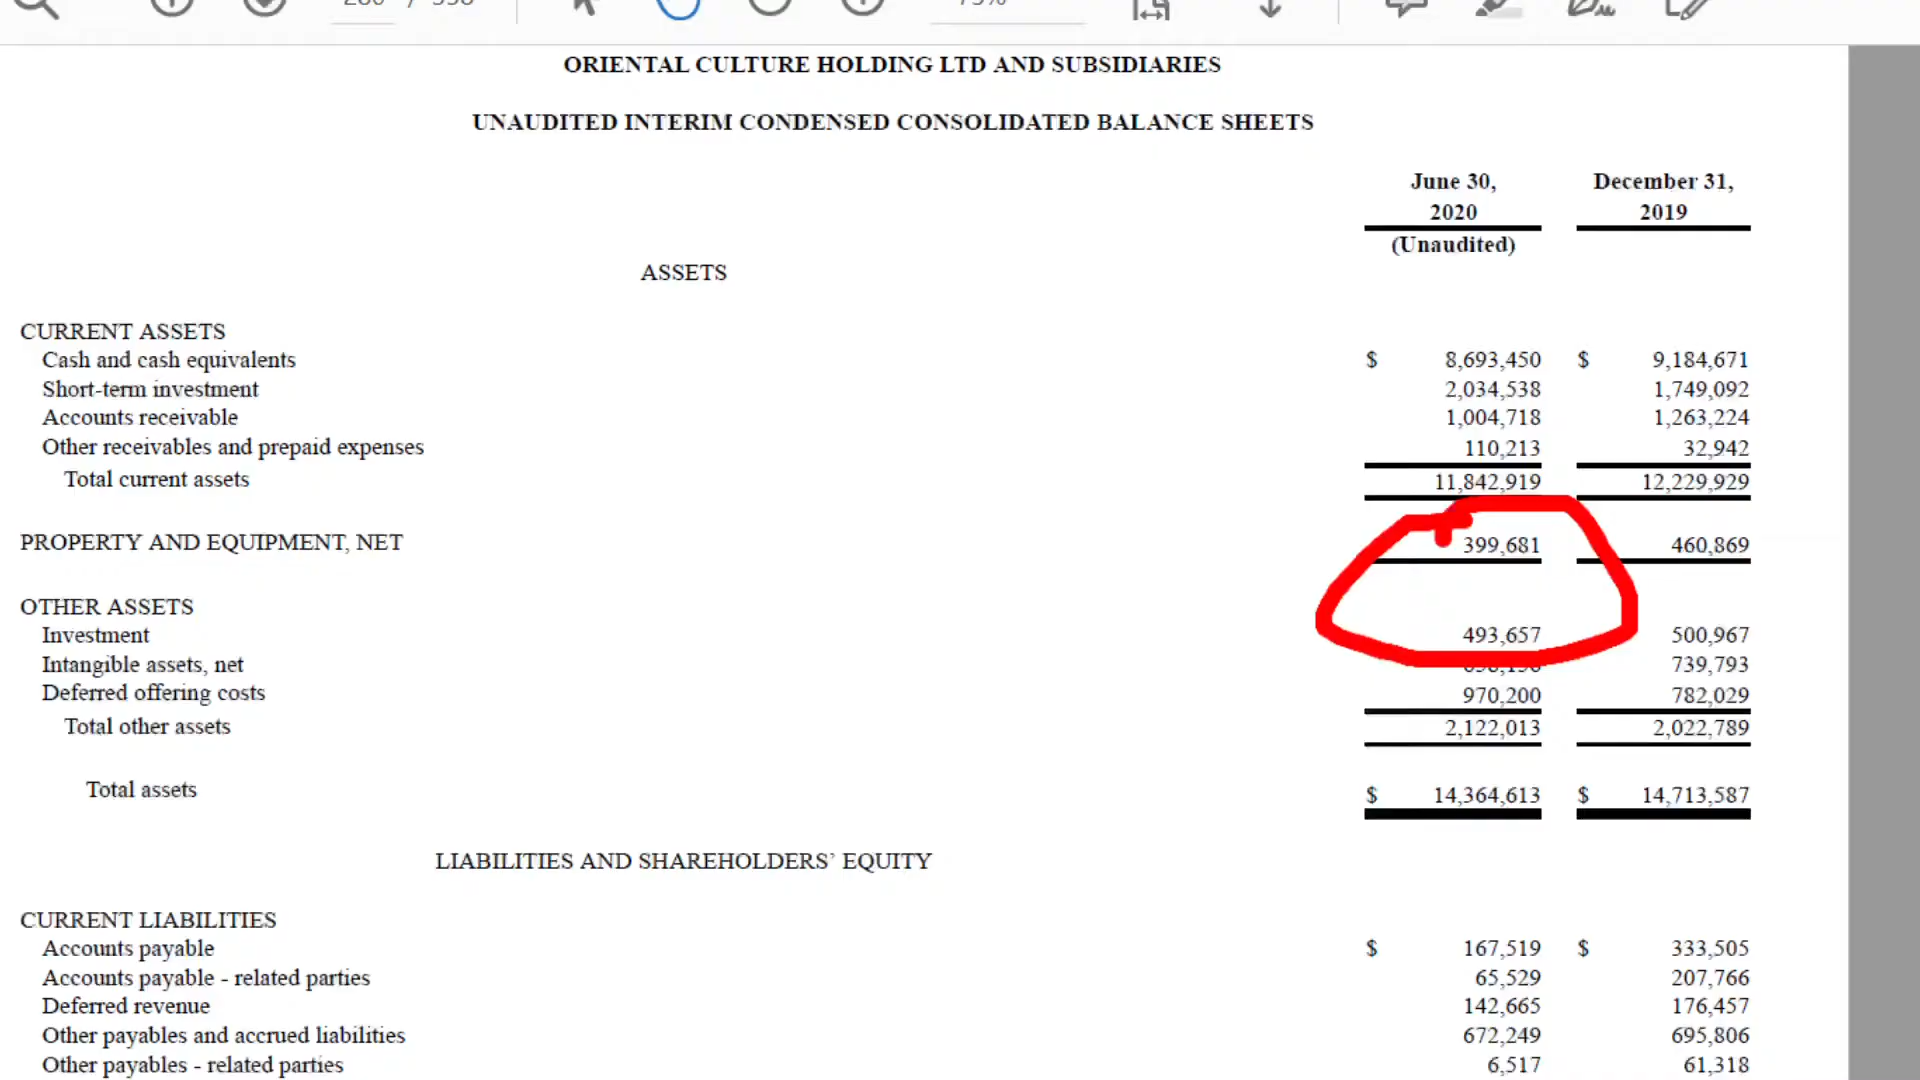 ORIENTAL CULTURE HOLDING LTD AND SUBSIDIARIES
UNAUDITED INTERIM CONDENSED CONSOLIDATED BALANCE SHEETS
June 30, December 31,
2020 2019
(Unaudited)
ASSETS
CURRENT ASSETS
Cash and cash equivalents $ 8,693,450 $ 9,184,671
Short-term investment 2,034,538 1,749,092
Accounts receivable 1,004,718 1,263,224
Other receivables and prepaid expenses 110,213 32,942
Total current assets 11,842,919 12,229,929
PROPERTY AND EQUIPMENT, NET 399,681 460,869
OTHER ASSETS
Investment 493,657 500,967
Intangible assets, net 739,793
Deferred offering costs 970,200 782,029
Total other assets 2,122,013 2,022,789
Total assets $ 14,364,613 $ 14,713,587
LIABILITIES AND SHAREHOLDERS’ EQUITY
CURRENT LIABILITIES
Accounts payable $ 167,519 $ 333,505
Accounts payable - related parties 65,529 207,766
Deferred revenue 142,665 176,457
Other payables and accrued liabilities 672,249 695,806
Other payables - related parties 6,517 61,318